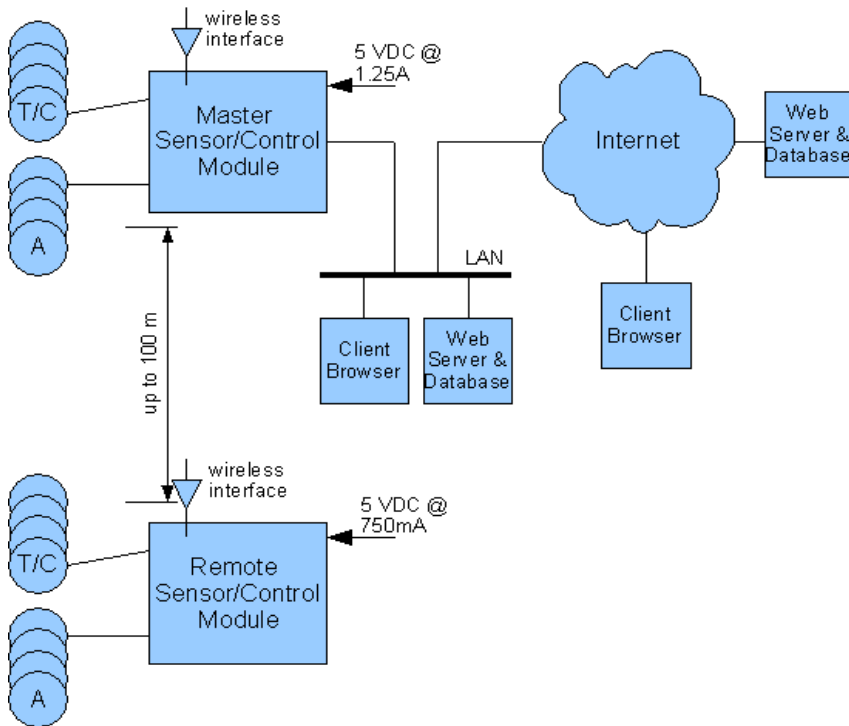 wireless
interface
5 VDC @
1.25A
T/C
Master
Sensor/Control
Module
A
Internet
Web
Server &
Database
LAN
Client
Browser
Web
Server &
Database
Client
Browser
up to 100 m
wireless
interface
5 VDC @
750mA
T/C
Remote
Sensor/Control
Module
A